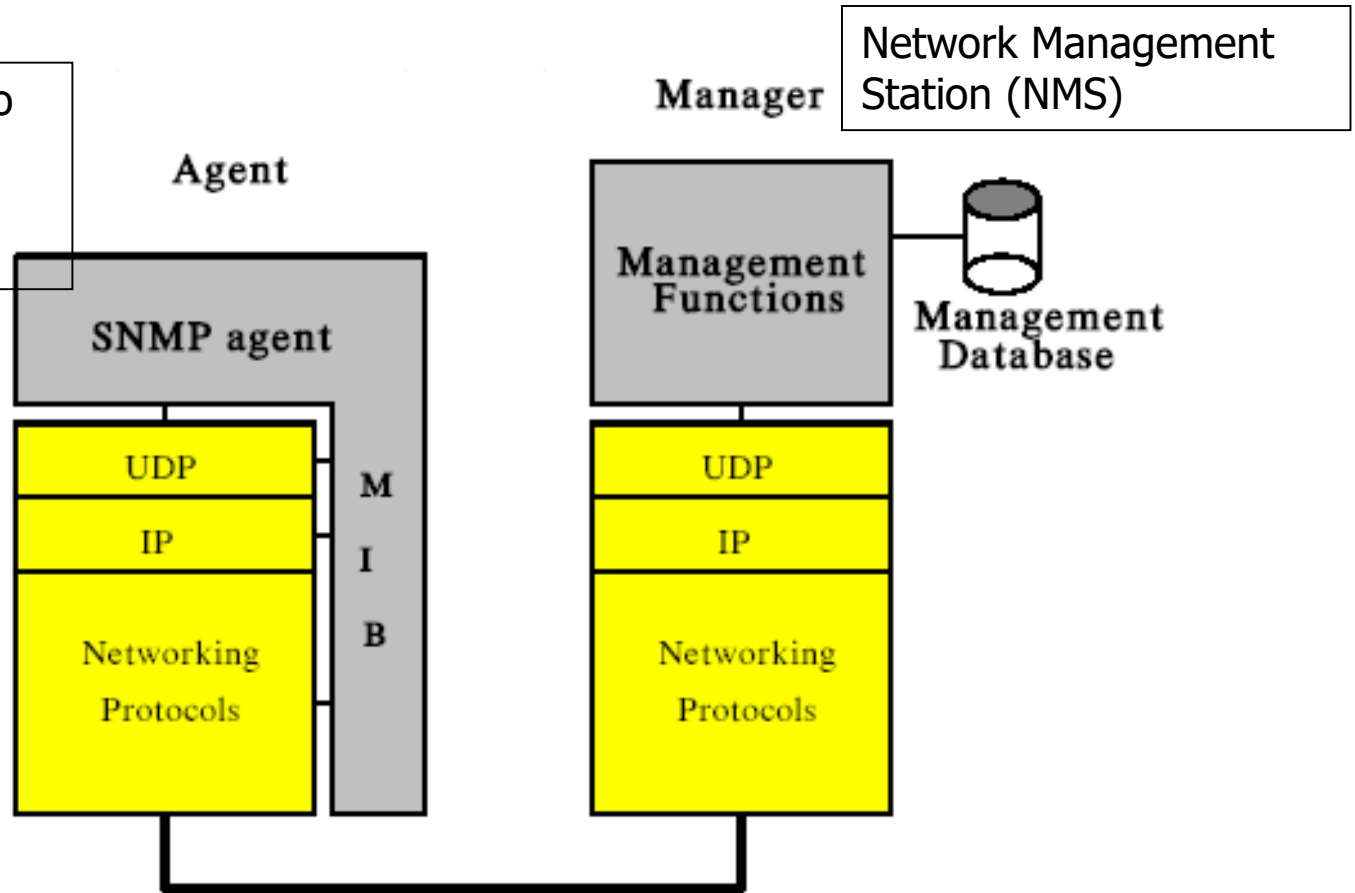 Network Management
Station (NMS)
Manager
Agent
Management
Functions
Management
Database
SNMP agent
UDP
IP
Networking
Protocols
M
I
B
UDP
IP
Networking
Protocols